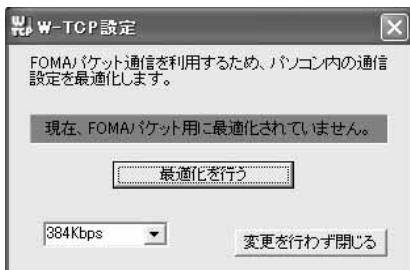 W-TCP設定
FOMAパケット通信を利用するため、パソコン内の通信
設定を最適化します。
現在、FOMAパケット用に最適化されていません。
最適化を行う
384Kbps
変更を行わず閉じる